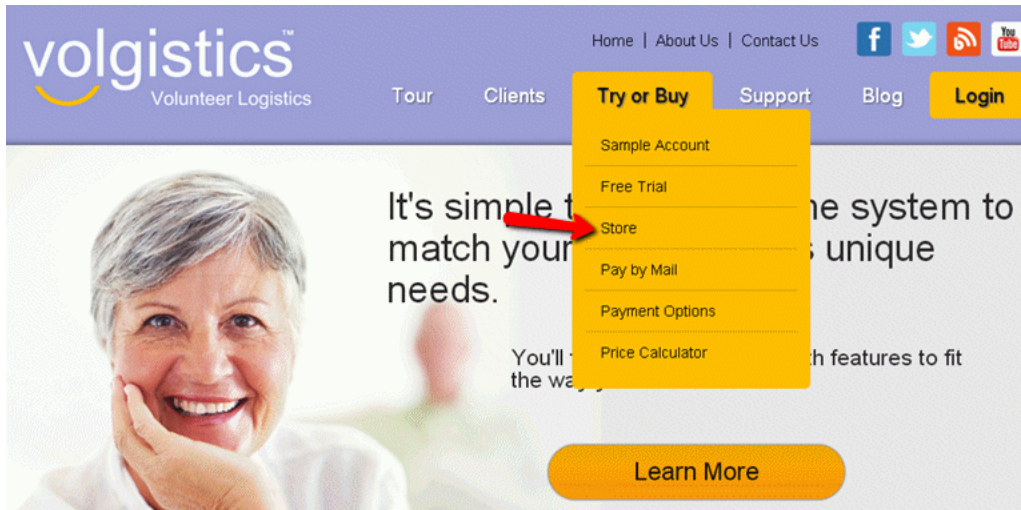 volgistics™
Volunteer Logistics
Home | About Us | Contact Us
f
You
Tube
Tour Clients Try or Buy Support Blog Login
Sample Account
Free Trial
Store
Pay by Mail
Payment Options
Price Calculator
It's simple system to
match your unique
needs.
You'll features to fit
the
Learn More